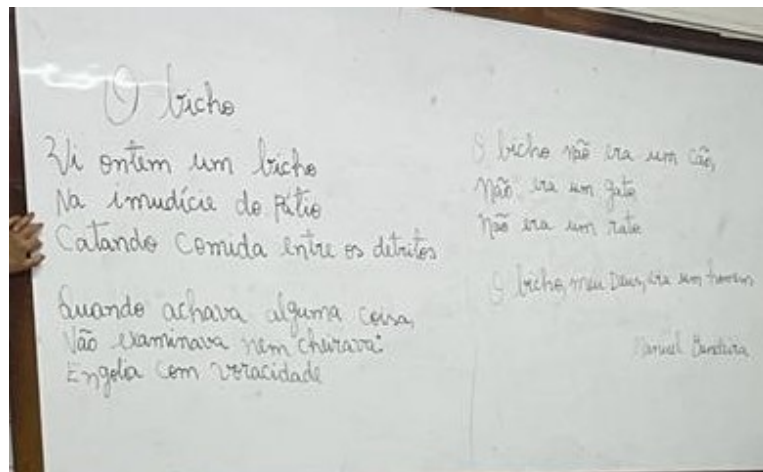 O bicho
Vi ontem um bicho
Na imudície do pátio
Catando comida entre os detritos
Quando achava alguma coisa,
Não examinava nem cheirava:
Engolia com voracidade
O bicho não era um cão,
Não era um gato
Não era um rato
O bicho, meu Deus, era um homem
Manuel Bandeira